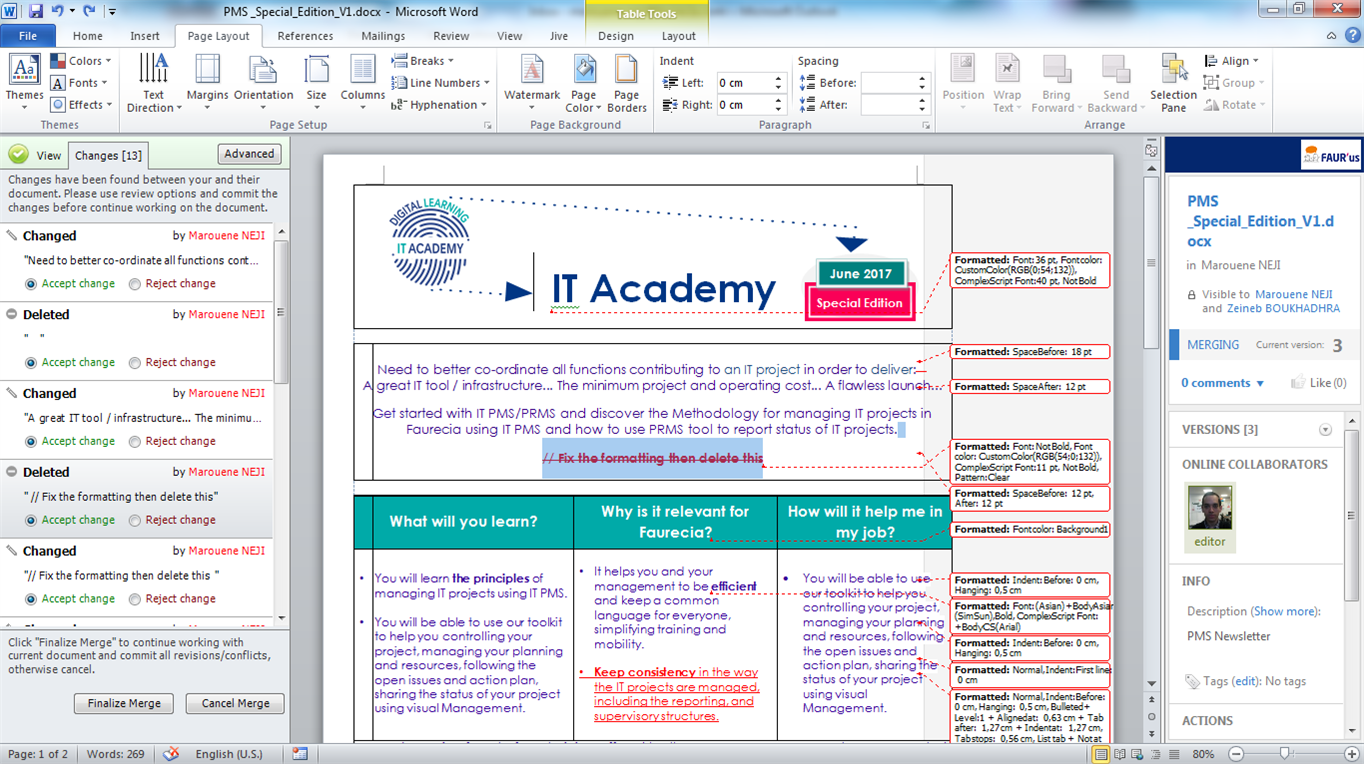 PMS _Special_Edition_V1.docx - Microsoft Word
Table Tools
File Home Insert Page Layout References Mailings Review View Jive Design Layout
Themes
Colors
Fonts
Effects
Themes
Text Direction
Margins
Orientation
Size
Columns
Breaks
Line Numbers
Hyphenation
Page Setup
Watermark
Page Color
Page Borders
Page Background
Indent
Left: 0 cm
Right: 0 cm
Spacing
Before:
After:
Paragraph
Position
Wrap Text
Bring Forward
Send Backward
Selection Pane
Align
Group
Rotate
Arrange
View Changes [13] Advanced
Changes have been found between your and their
document. Please use review options and commit the
changes before continue working on the document.
Changed by Marouene NEJI
"Need to better co-ordinate all functions cont...
Accept change Reject change
Deleted by Marouene NEJI
" "
Accept change Reject change
Changed by Marouene NEJI
"A great IT tool / infrastructure... The minimu...
Accept change Reject change
Deleted by Marouene NEJI
" // Fix the formatting then delete this"
Accept change Reject change
Changed by Marouene NEJI
"// Fix the formatting then delete this "
Accept change Reject change
Click "Finalize Merge" to continue working with
current document and commit all revisions/conflicts,
otherwise cancel.
Finalize Merge Cancel Merge
DIGITAL LEARNING
IT ACADEMY
IT Academy
June 2017
Special Edition
Need to better co-ordinate all functions contributing to an IT project in order to deliver:
A great IT tool / infrastructure... The minimum project and operating cost... A flawless launch...
Get started with IT PMS/PRMS and discover the Methodology for managing IT projects in
Faurecia using IT PMS and how to use PRMS tool to report status of IT projects.
// Fix the formatting then delete this
What will you learn?
Why is it relevant for
Faurecia?
How will it help me in
my job?
• You will learn the principles of
managing IT projects using IT PMS.
• You will be able to use our toolkit
to help you controlling your
project, managing your planning
and resources, following the
open issues and action plan,
sharing the status of your project
using visual Management.
• It helps you and your
management to be efficient
and keep a common
language for everyone,
simplifying training and
mobility.
• Keep consistency in the way
the IT projects are managed,
including the reporting, and
supervisory structures.
• You will be able to use
our toolkit to help you
controlling your project,
managing your planning
and resources, following
the open issues and
action plan, sharing the
status of your project
using visual
Management.
Formatted: Font: 36 pt, Font color:
CustomColor(RGB(0;54;132)),
ComplexScript Font: 40 pt, Not Bold
Formatted: Space Before: 18 pt
Formatted: Space After: 12 pt
Formatted: Font: Not Bold, Font
color: CustomColor(RGB(54;0;132)),
ComplexScript Font: 11 pt, Not Bold,
Pattern: Clear
Formatted: Space Before: 12 pt,
After: 12 pt
Formatted: Font color: Background 1
Formatted: Indent: Before: 0 cm,
Hanging: 0,5 cm
Formatted: Font: (Asian) +Body Asian
(SimSun), Bold, ComplexScript Font:
+Body CS (Arial)
Formatted: Indent: Before: 0 cm,
Hanging: 0,5 cm
Formatted: Normal, Indent: First line:
0 cm
Formatted: Normal, Indent: Before:
0 cm, Hanging: 0,5 cm, Bulleted +
Level: 1 + Aligned at: 0,63 cm + Tab
after: 1,27 cm + Indent at: 1,27 cm,
Tab stops: 0,56 cm, List tab + Not at
FAUR'us
PMS
_Special_Edition_V1.d
ocx
in Marouene NEJI
Visible to Marouene NEJI
and Zeineb BOUKHADHRA
MERGING Current version: 3
0 comments Like (0)
VERSIONS [3]
ONLINE COLLABORATORS
editor
INFO
Description (Show more):
PMS Newsletter
Tags (edit): No tags
ACTIONS
Page: 1 of 2 Words: 269 English (U.S.) 80%